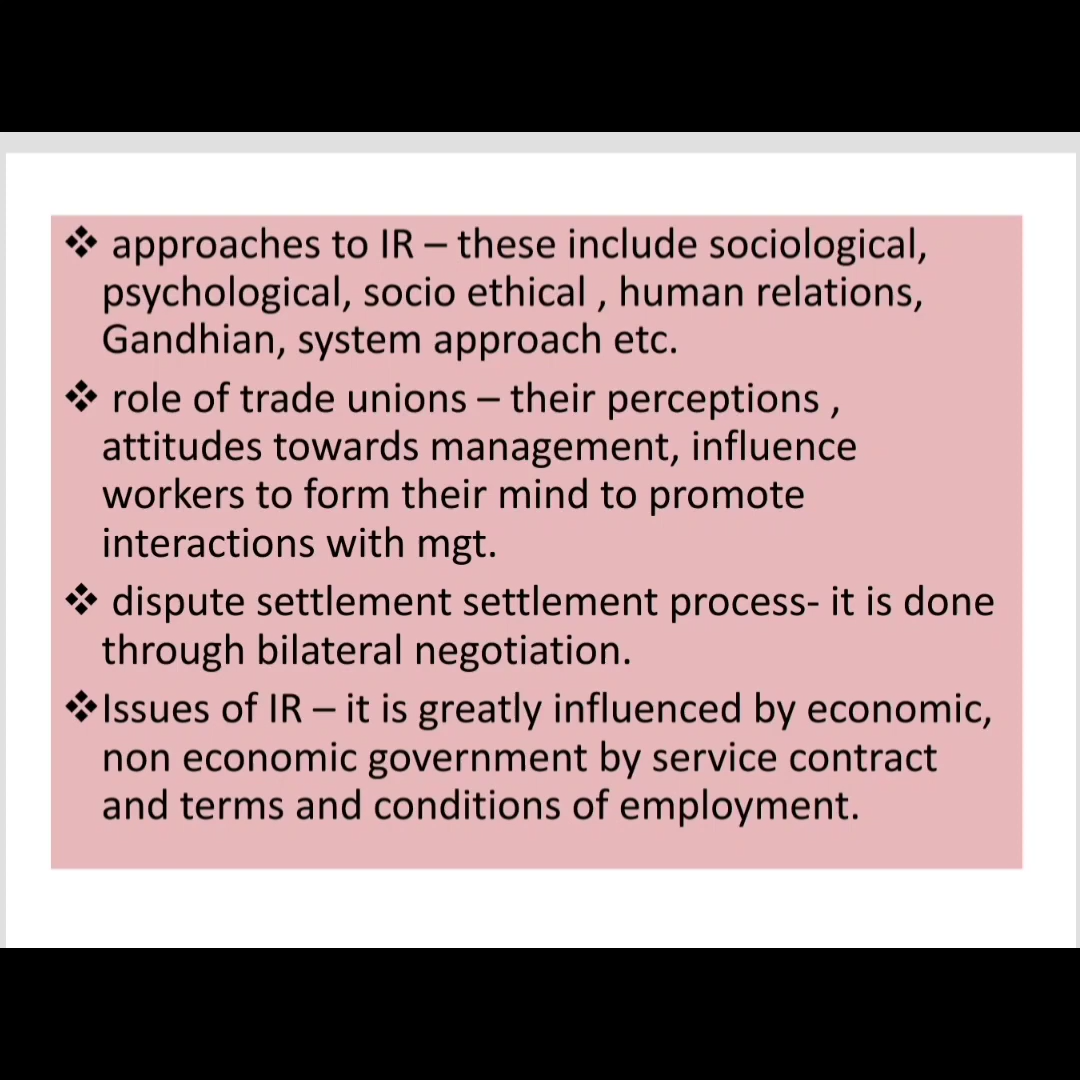 ❖ approaches to IR – these include sociological,
psychological, socio ethical , human relations,
Gandhian, system approach etc.
❖ role of trade unions – their perceptions ,
attitudes towards management, influence
workers to form their mind to promote
interactions with mgt.
❖ dispute settlement settlement process- it is done
through bilateral negotiation.
❖Issues of IR – it is greatly influenced by economic,
non economic government by service contract
and terms and conditions of employment.